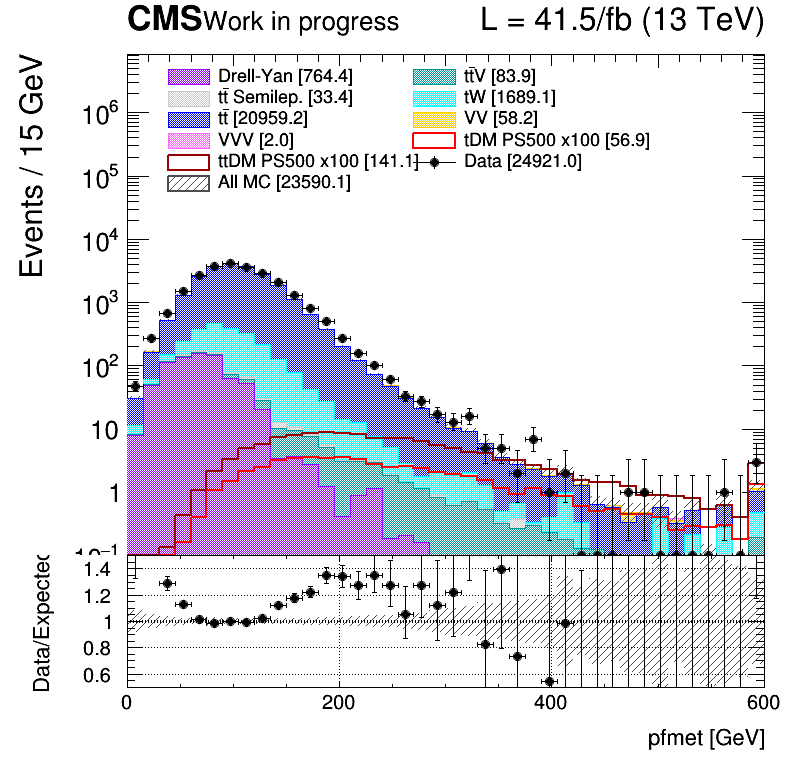 CMS Work in progress L = 41.5/fb (13 TeV)
Events / 15 GeV
Drell-Yan [764.4] tt̄V [83.9]
tt̄ Semilep. [33.4] tW [1689.1]
tt̄ [20959.2] VV [58.2]
VVV [2.0] tDM PS500 x100 [56.9]
ttDM PS500 x100 [141.1] Data [24921.0]
All MC [23590.1]
10⁶
10⁵
10⁴
10³
10²
10
1
10⁻¹
Data/Expected
1.4
1.2
1
0.8
0.6
0 200 400 600
pfmet [GeV]